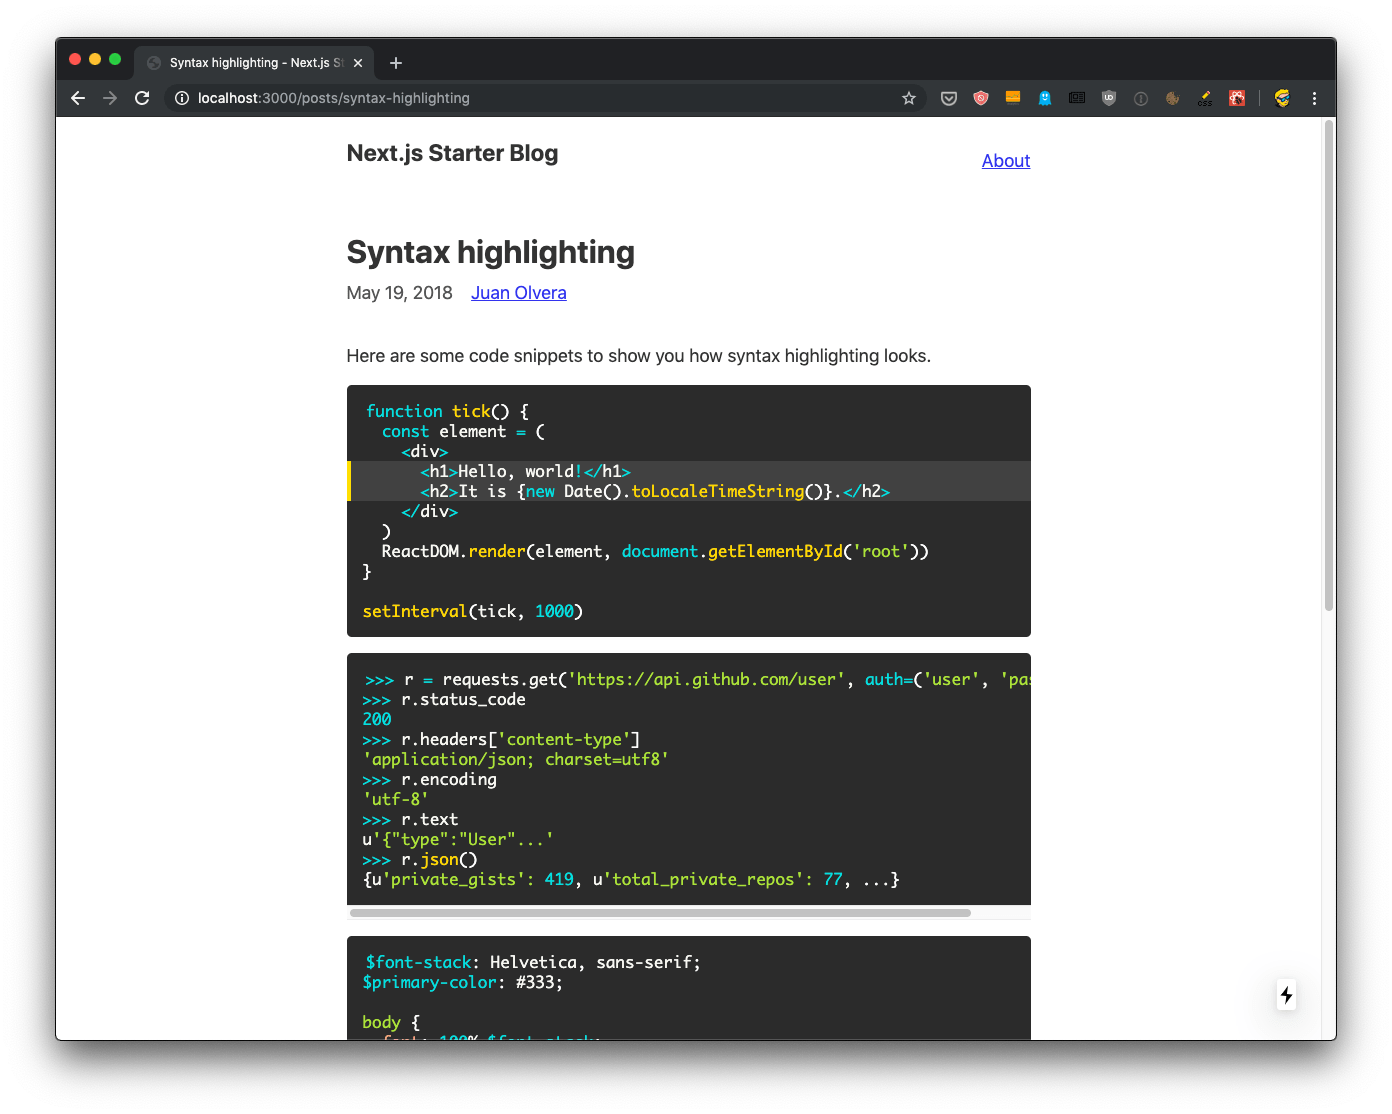 Syntax highlighting - Next.js St
localhost:3000/posts/syntax-highlighting
Next.js Starter Blog
About
Syntax highlighting
May 19, 2018 Juan Olvera
Here are some code snippets to show you how syntax highlighting looks.
function tick() {
  const element = (
    <div>
      <h1>Hello, world!</h1>
      <h2>It is {new Date().toLocaleTimeString()}.</h2>
    </div>
  )
  ReactDOM.render(element, document.getElementById('root'))
}
setInterval(tick, 1000)
>>> r = requests.get('https://api.github.com/user', auth=('user', 'pas
>>> r.status_code
200
>>> r.headers['content-type']
'application/json; charset=utf8'
>>> r.encoding
'utf-8'
>>> r.text
u'{"type":"User"...'
>>> r.json()
{u'private_gists': 419, u'total_private_repos': 77, ...}
$font-stack: Helvetica, sans-serif;
$primary-color: #333;
body {
  font: 100% $font-stack;